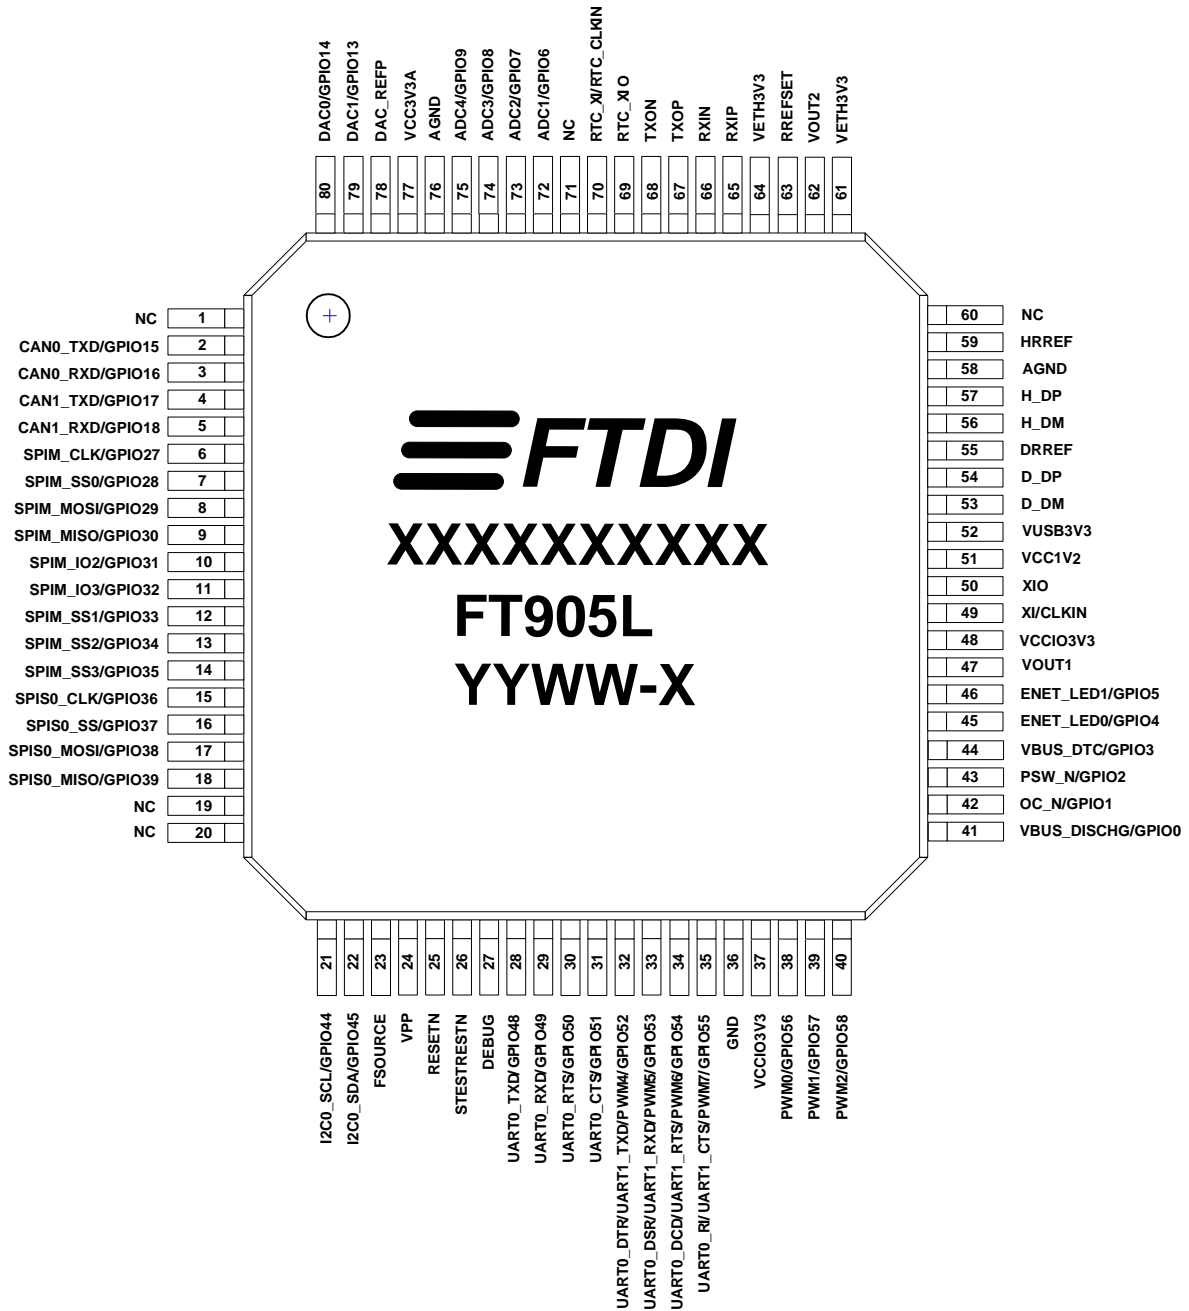 DAC0/GPIO14
DAC1/GPIO13
DAC_REFP
VCC3V3A
AGND
ADC4/GPIO9
ADC3/GPIO8
ADC2/GPIO7
ADC1/GPIO6
NC
RTC_XI/RTC_CLKIN
RTC_XIO
TXON
TXOP
RXIN
RXIP
VETH3V3
RREFSET
VOUT2
VETH3V3
80
79
78
77
76
75
74
73
72
71
70
69
68
67
66
65
64
63
62
61
NC 1
CAN0_TXD/GPIO15 2
CAN0_RXD/GPIO16 3
CAN1_TXD/GPIO17 4
CAN1_RXD/GPIO18 5
SPIM_CLK/GPIO27 6
SPIM_SS0/GPIO28 7
SPIM_MOSI/GPIO29 8
SPIM_MISO/GPIO30 9
SPIM_IO2/GPIO31 10
SPIM_IO3/GPIO32 11
SPIM_SS1/GPIO33 12
SPIM_SS2/GPIO34 13
SPIM_SS3/GPIO35 14
SPIS0_CLK/GPIO36 15
SPIS0_SS/GPIO37 16
SPIS0_MOSI/GPIO38 17
SPIS0_MISO/GPIO39 18
NC 19
NC 20
FTDI
XXXXXXXXXX
FT905L
YYWW-X
60 NC
59 HRREF
58 AGND
57 H_DP
56 H_DM
55 DRREF
54 D_DP
53 D_DM
52 VUSB3V3
51 VCC1V2
50 XIO
49 XI/CLKIN
48 VCCIO3V3
47 VOUT1
46 ENET_LED1/GPIO5
45 ENET_LED0/GPIO4
44 VBUS_DTC/GPIO3
43 PSW_N/GPIO2
42 OC_N/GPIO1
41 VBUS_DISCHG/GPIO0
21
22
23
24
25
26
27
28
29
30
31
32
33
34
35
36
37
38
39
40
I2C0_SCL/GPIO44
I2C0_SDA/GPIO45
FSOURCE
VPP
RESETN
STESTRESTN
DEBUG
UART0_TXD/GPIO48
UART0_RXD/GPIO49
UART0_RTS/GPIO50
UART0_CTS/GPIO51
UART0_DTR/UART1_TXD/PWM4/GPIO52
UART0_DSR/UART1_RXD/PWM5/GPIO53
UART0_DCD/UART1_RTS/PWM6/GPIO54
UART0_RI/UART1_CTS/PWM7/GPIO55
GND
VCCIO3V3
PWM0/GPIO56
PWM1/GPIO57
PWM2/GPIO58